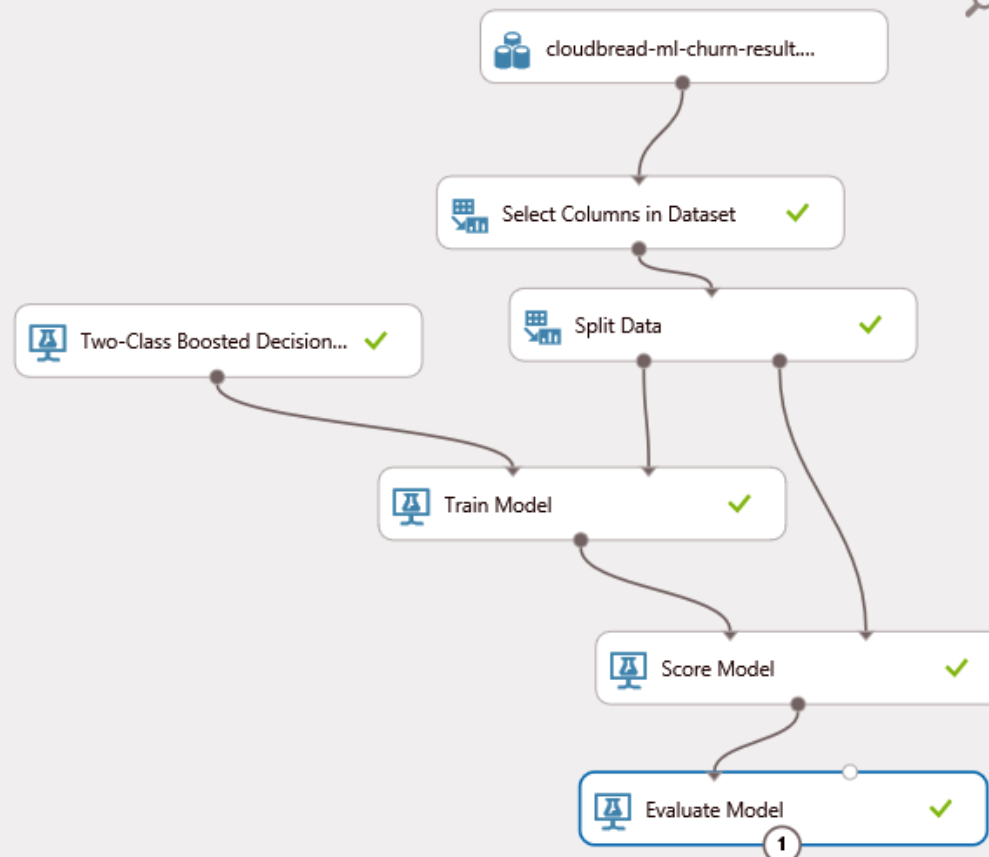 cloudbread-ml-churn-result....
Select Columns in Dataset
Split Data
Two-Class Boosted Decision...
Train Model
Score Model
Evaluate Model
1